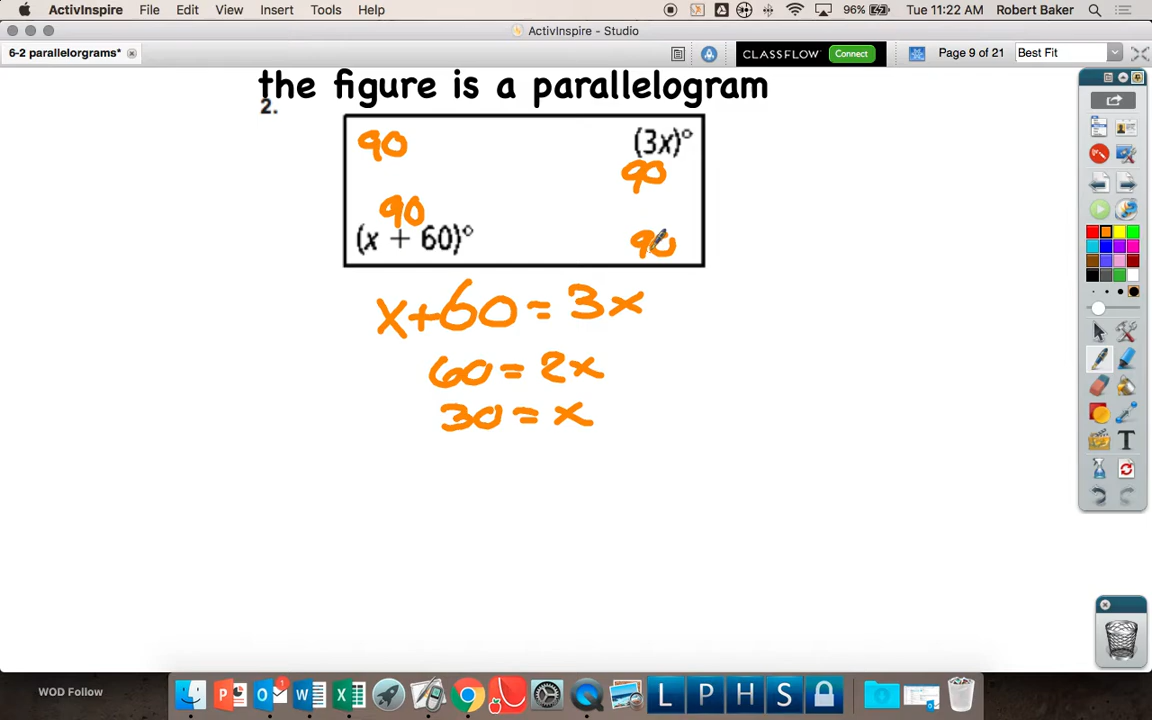 ActivInspire File Edit View Insert Tools Help 96% Tue 11:22 AM Robert Baker
ActivInspire - Studio
6-2 parallelorgrams* CLASSFLOW Connect Page 9 of 21 Best Fit
the figure is a parallelogram
2.
90 (3x)°
90
90
(x + 60)° 90
x+60 = 3x
60 = 2x
30 = x
T
WOD Follow P O 1 W X L P H S